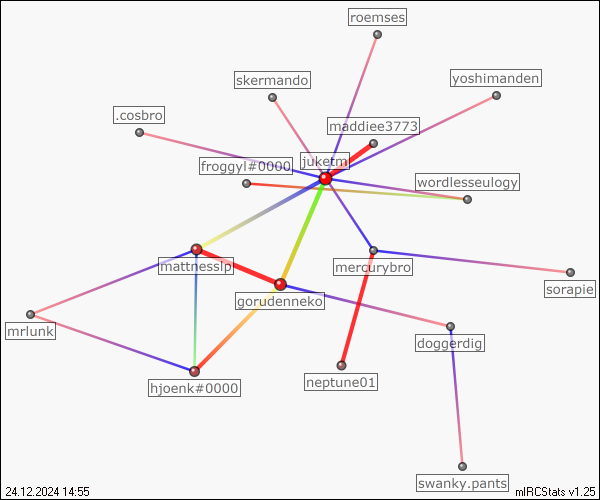 roemses
skermando
yoshimanden
.cosbro
maddiee3773
juketm
froggyl#0000
wordlesseulogy
mattnesslp
mercurybro
gorudenneko
sorapie
mrlunk
doggerdig
hjoenk#0000
neptune01
swanky.pants
24.12.2024 14:55
mIRCStats v1.25